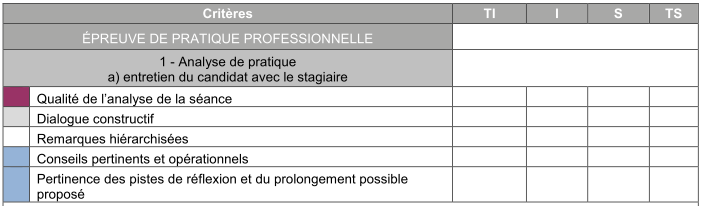 Critères TI I S TS
ÉPREUVE DE PRATIQUE PROFESSIONNELLE
1 - Analyse de pratique
a) entretien du candidat avec le stagiaire
Qualité de l'analyse de la séance
Dialogue constructif
Remarques hiérarchisées
Conseils pertinents et opérationnels
Pertinence des pistes de réflexion et du prolongement possible
proposé